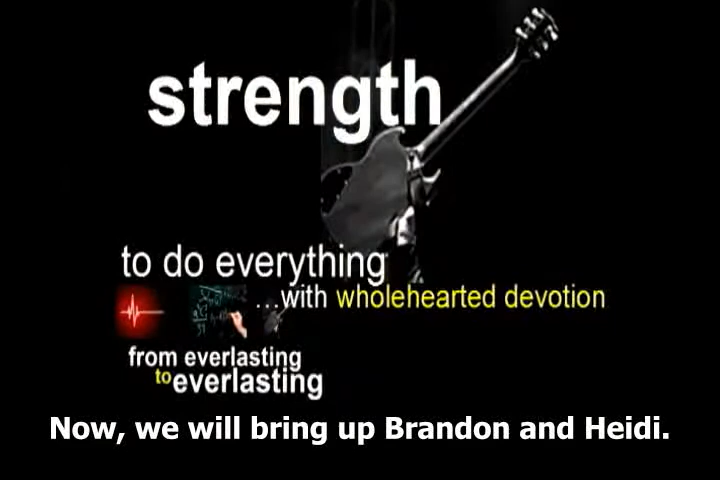 strength
to do everything
...with wholehearted devotion
from everlasting
to everlasting
Now, we will bring up Brandon and Heidi.